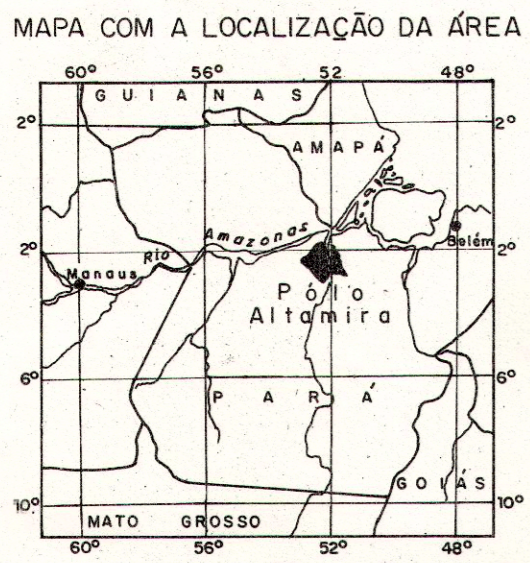 MAPA COM A LOCALIZAÇÃO DA ÁREA
60° 56° 52 48°
GUIANAS
2° 2°
AMAPÁ
Rio Amazonas
Belém
2° 2°
Manaus
Pólo
Altamira
6° 6°
PARÁ
GOIÁS
10° 10°
MATO GROSSO
60° 56° 52° 48°